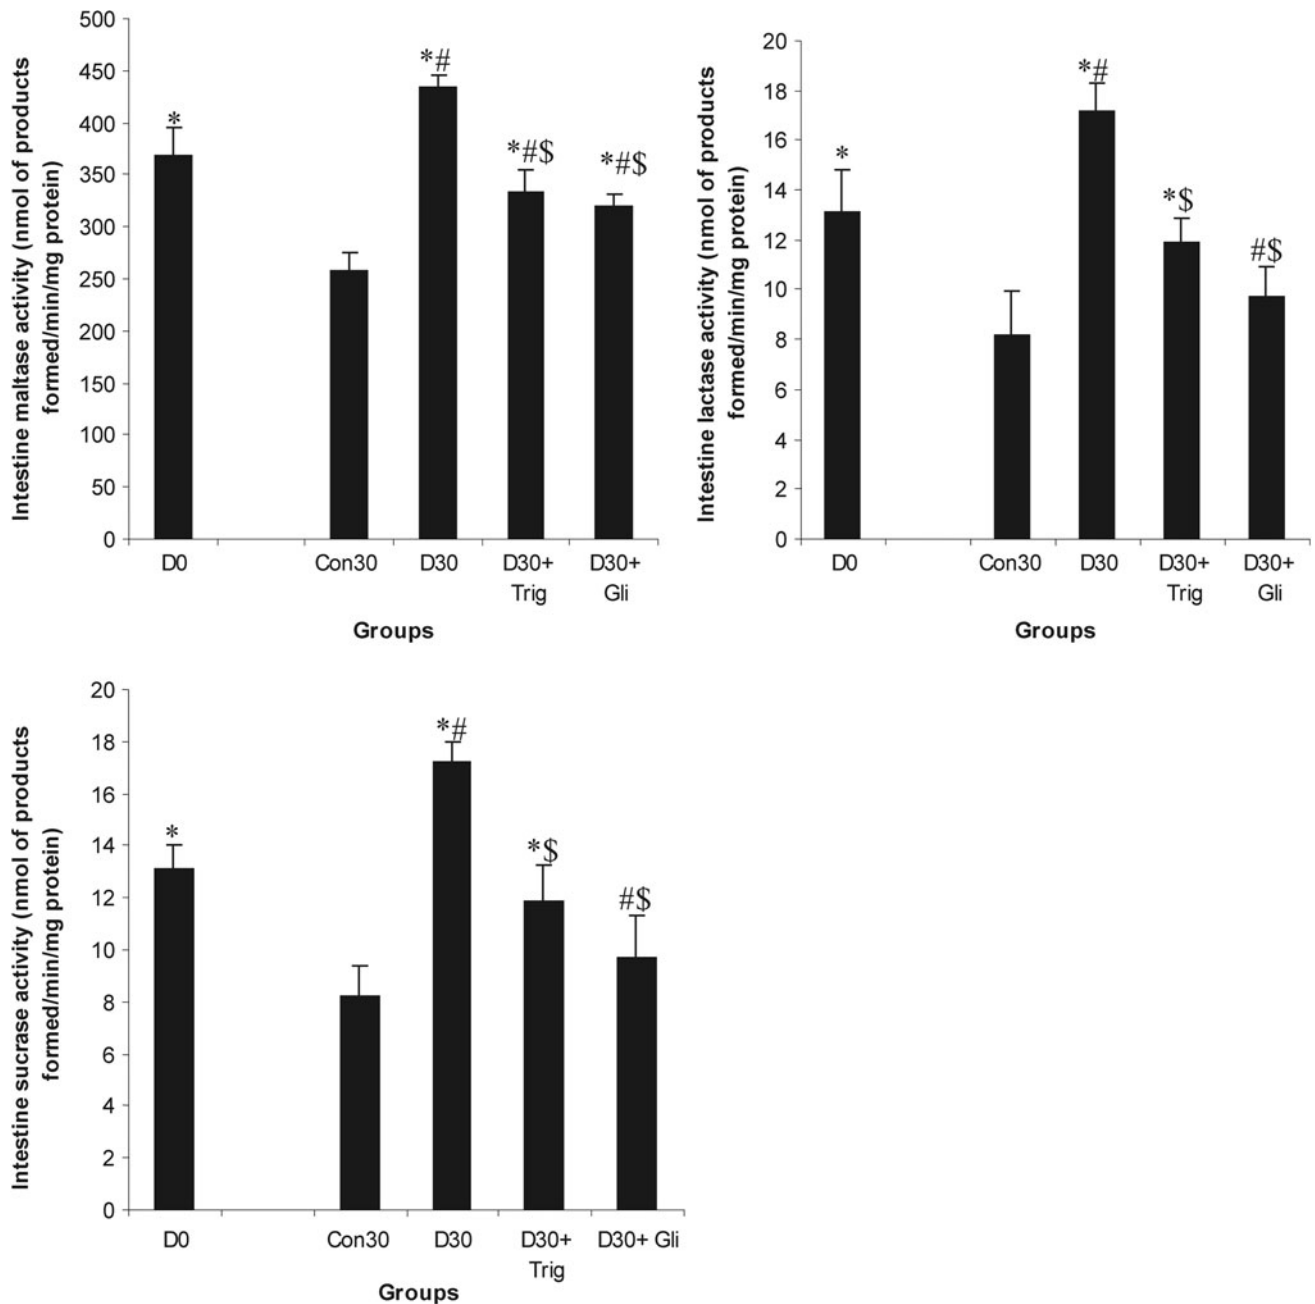 Intestine maltase activity (nmol of products
formed/min/mg protein)
500
450
400
350
300
250
200
150
100
50
0
*
*#
*#$
*#$
D0
Con30
D30
D30+
Trig
D30+
Gli
Groups
Intestine lactase activity (nmol of products
formed/min/mg protein)
20
18
16
14
12
10
8
6
4
2
0
*
*#
*$
#$
D0
Con30
D30
D30+
Trig
D30+
Gli
Groups
Intestine sucrase activity (nmol of products
formed/min/mg protein)
20
18
16
14
12
10
8
6
4
2
0
*
*#
*$
#$
D0
Con30
D30
D30+
Trig
D30+ Gli
Groups